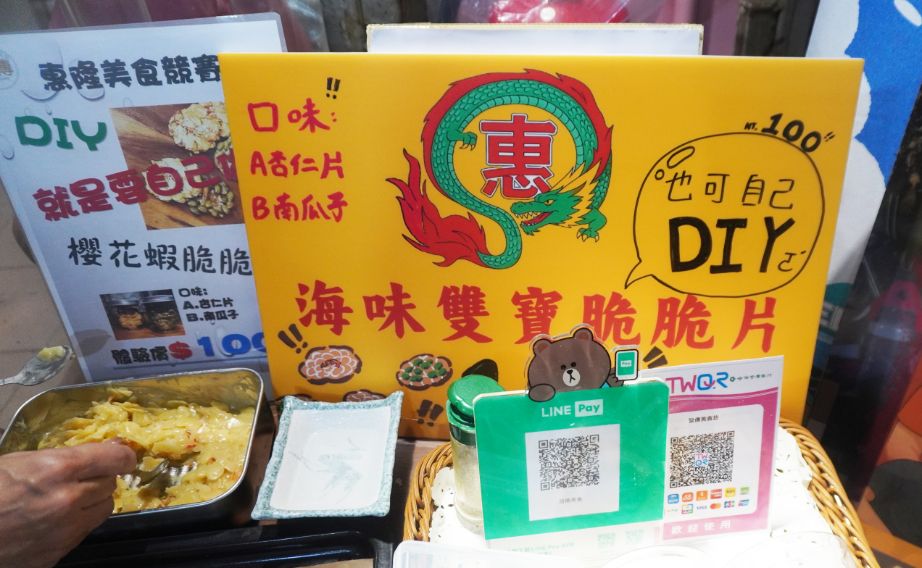 惠隆美食競賽
DIY
就是要自己做
櫻花蝦脆脆
口味:
A.杏仁片
B.南瓜子
體驗價$100
口味:
A杏仁片
B南瓜子
惠
NT.100
也可自己
DIY
海味雙寶脆脆片
LINE Pay
TWQR
歡迎使用